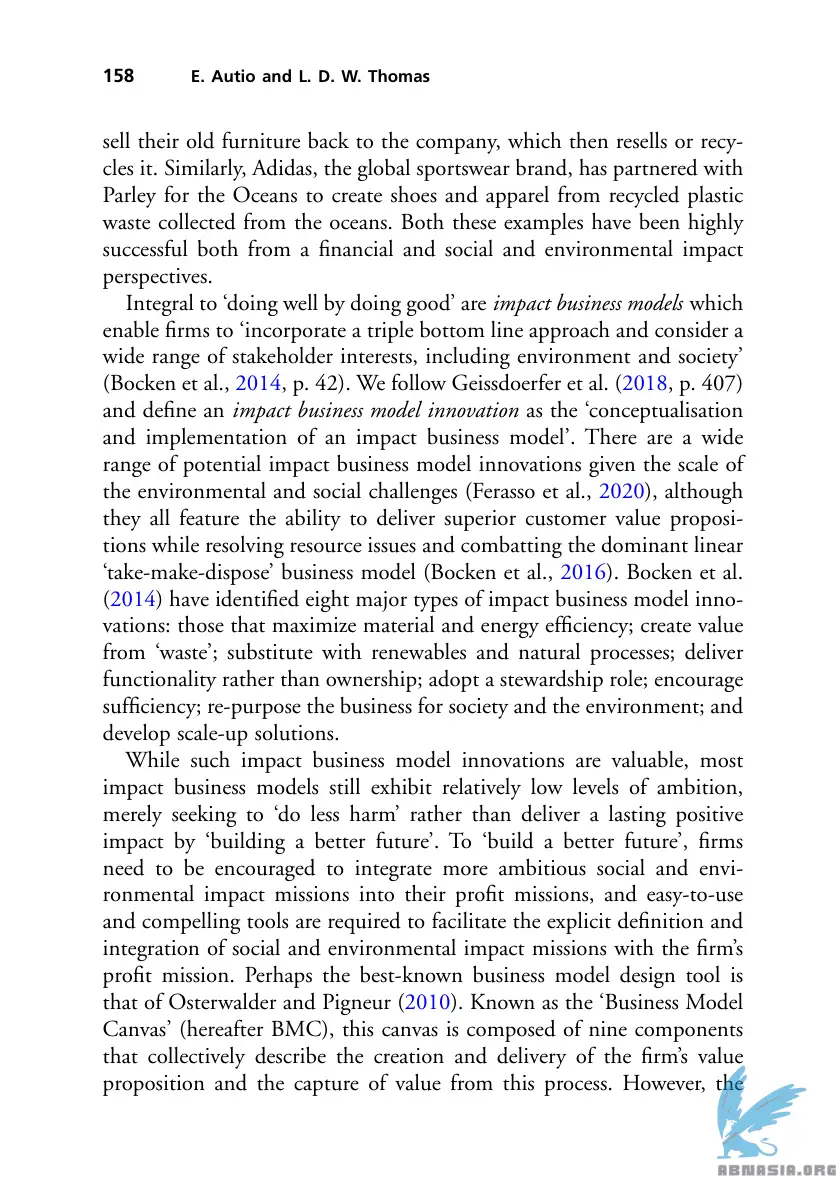 158 E. Autio and L. D. W. Thomas
sell their old furniture back to the company, which then resells or recy-
cles it. Similarly, Adidas, the global sportswear brand, has partnered with
Parley for the Oceans to create shoes and apparel from recycled plastic
waste collected from the oceans. Both these examples have been highly
successful both from a financial and social and environmental impact
perspectives.
Integral to ‘doing well by doing good’ are impact business models which
enable firms to ‘incorporate a triple bottom line approach and consider a
wide range of stakeholder interests, including environment and society’
(Bocken et al., 2014, p. 42). We follow Geissdoerfer et al. (2018, p. 407)
and define an impact business model innovation as the ‘conceptualisation
and implementation of an impact business model’. There are a wide
range of potential impact business model innovations given the scale of
the environmental and social challenges (Ferasso et al., 2020), although
they all feature the ability to deliver superior customer value proposi-
tions while resolving resource issues and combatting the dominant linear
‘take-make-dispose’ business model (Bocken et al., 2016). Bocken et al.
(2014) have identified eight major types of impact business model inno-
vations: those that maximize material and energy efficiency; create value
from ‘waste’; substitute with renewables and natural processes; deliver
functionality rather than ownership; adopt a stewardship role; encourage
sufficiency; re-purpose the business for society and the environment; and
develop scale-up solutions.
While such impact business model innovations are valuable, most
impact business models still exhibit relatively low levels of ambition,
merely seeking to ‘do less harm’ rather than deliver a lasting positive
impact by ‘building a better future’. To ‘build a better future’, firms
need to be encouraged to integrate more ambitious social and envi-
ronmental impact missions into their profit missions, and easy-to-use
and compelling tools are required to facilitate the explicit definition and
integration of social and environmental impact missions with the firm’s
profit mission. Perhaps the best-known business model design tool is
that of Osterwalder and Pigneur (2010). Known as the ‘Business Model
Canvas’ (hereafter BMC), this canvas is composed of nine components
that collectively describe the creation and delivery of the firm’s value
proposition and the capture of value from this process. However, the
ABNASIA.ORG